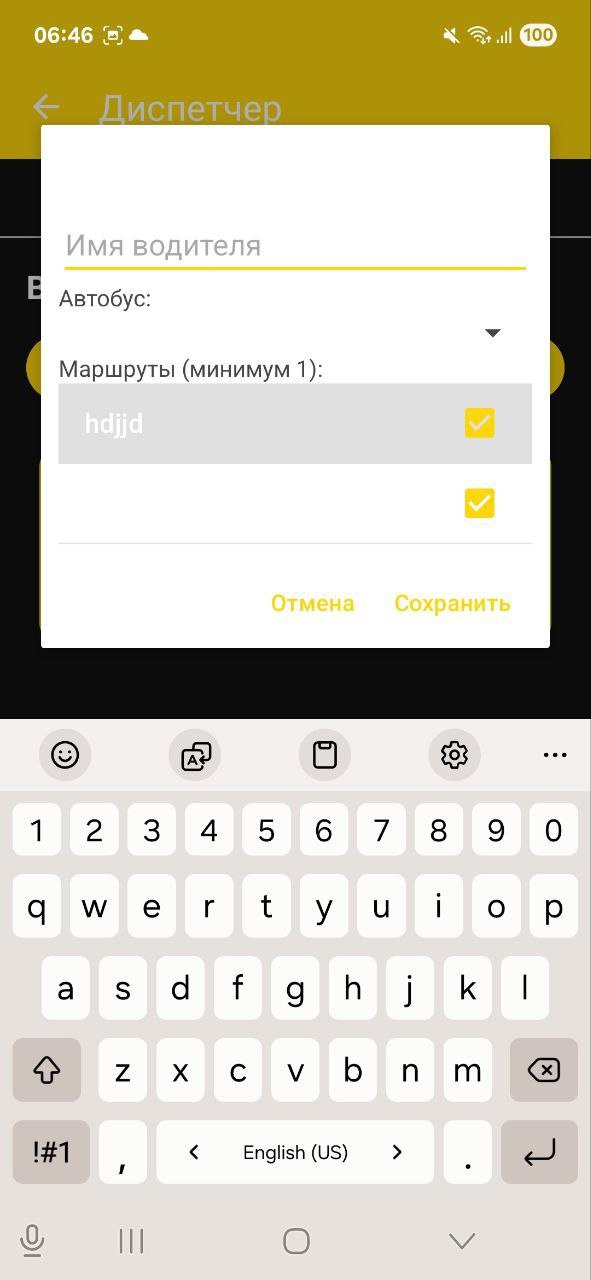 06:46
100
Диспетчер
В
Имя водителя
Автобус:
Маршруты (минимум 1):
hdjjd
Отмена Сохранить
1 2 3 4 5 6 7 8 9 0
q w e r t y u i o p
a s d f g h j k l
z x c v b n m
!#1 , < English (US) > .